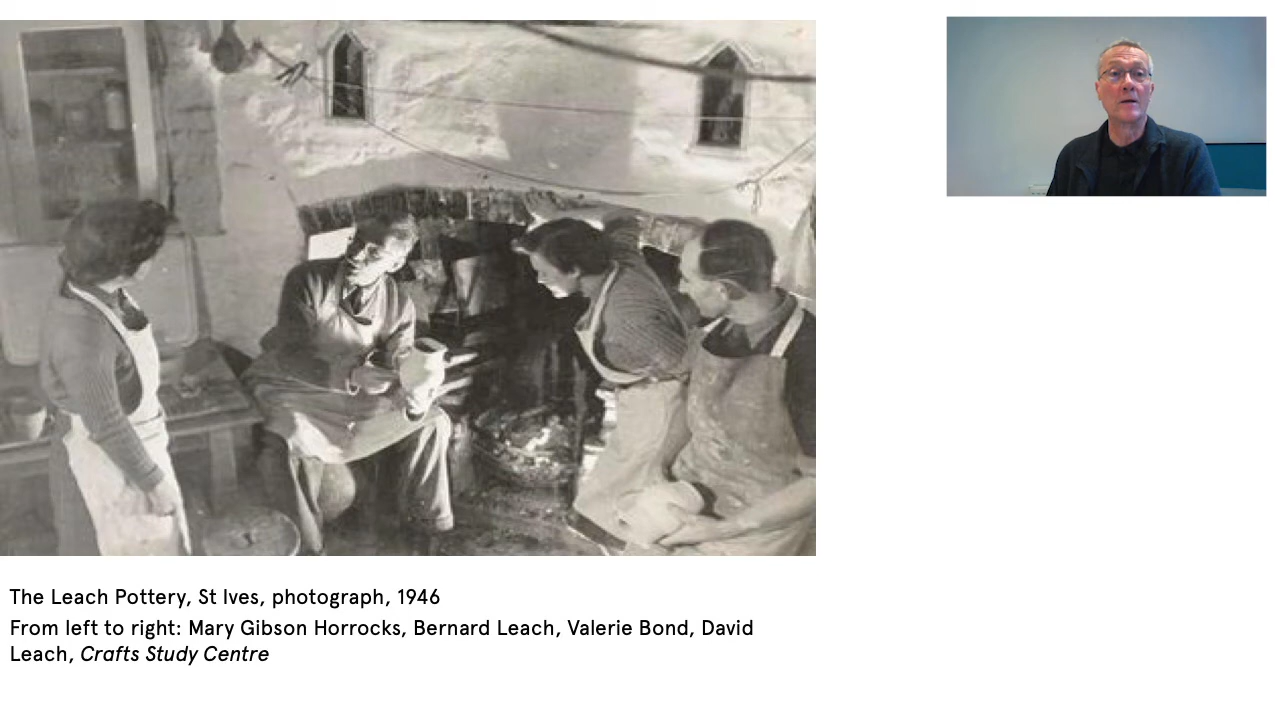 The Leach Pottery, St Ives, photograph, 1946
From left to right: Mary Gibson Horrocks, Bernard Leach, Valerie Bond, David
Leach, Crafts Study Centre